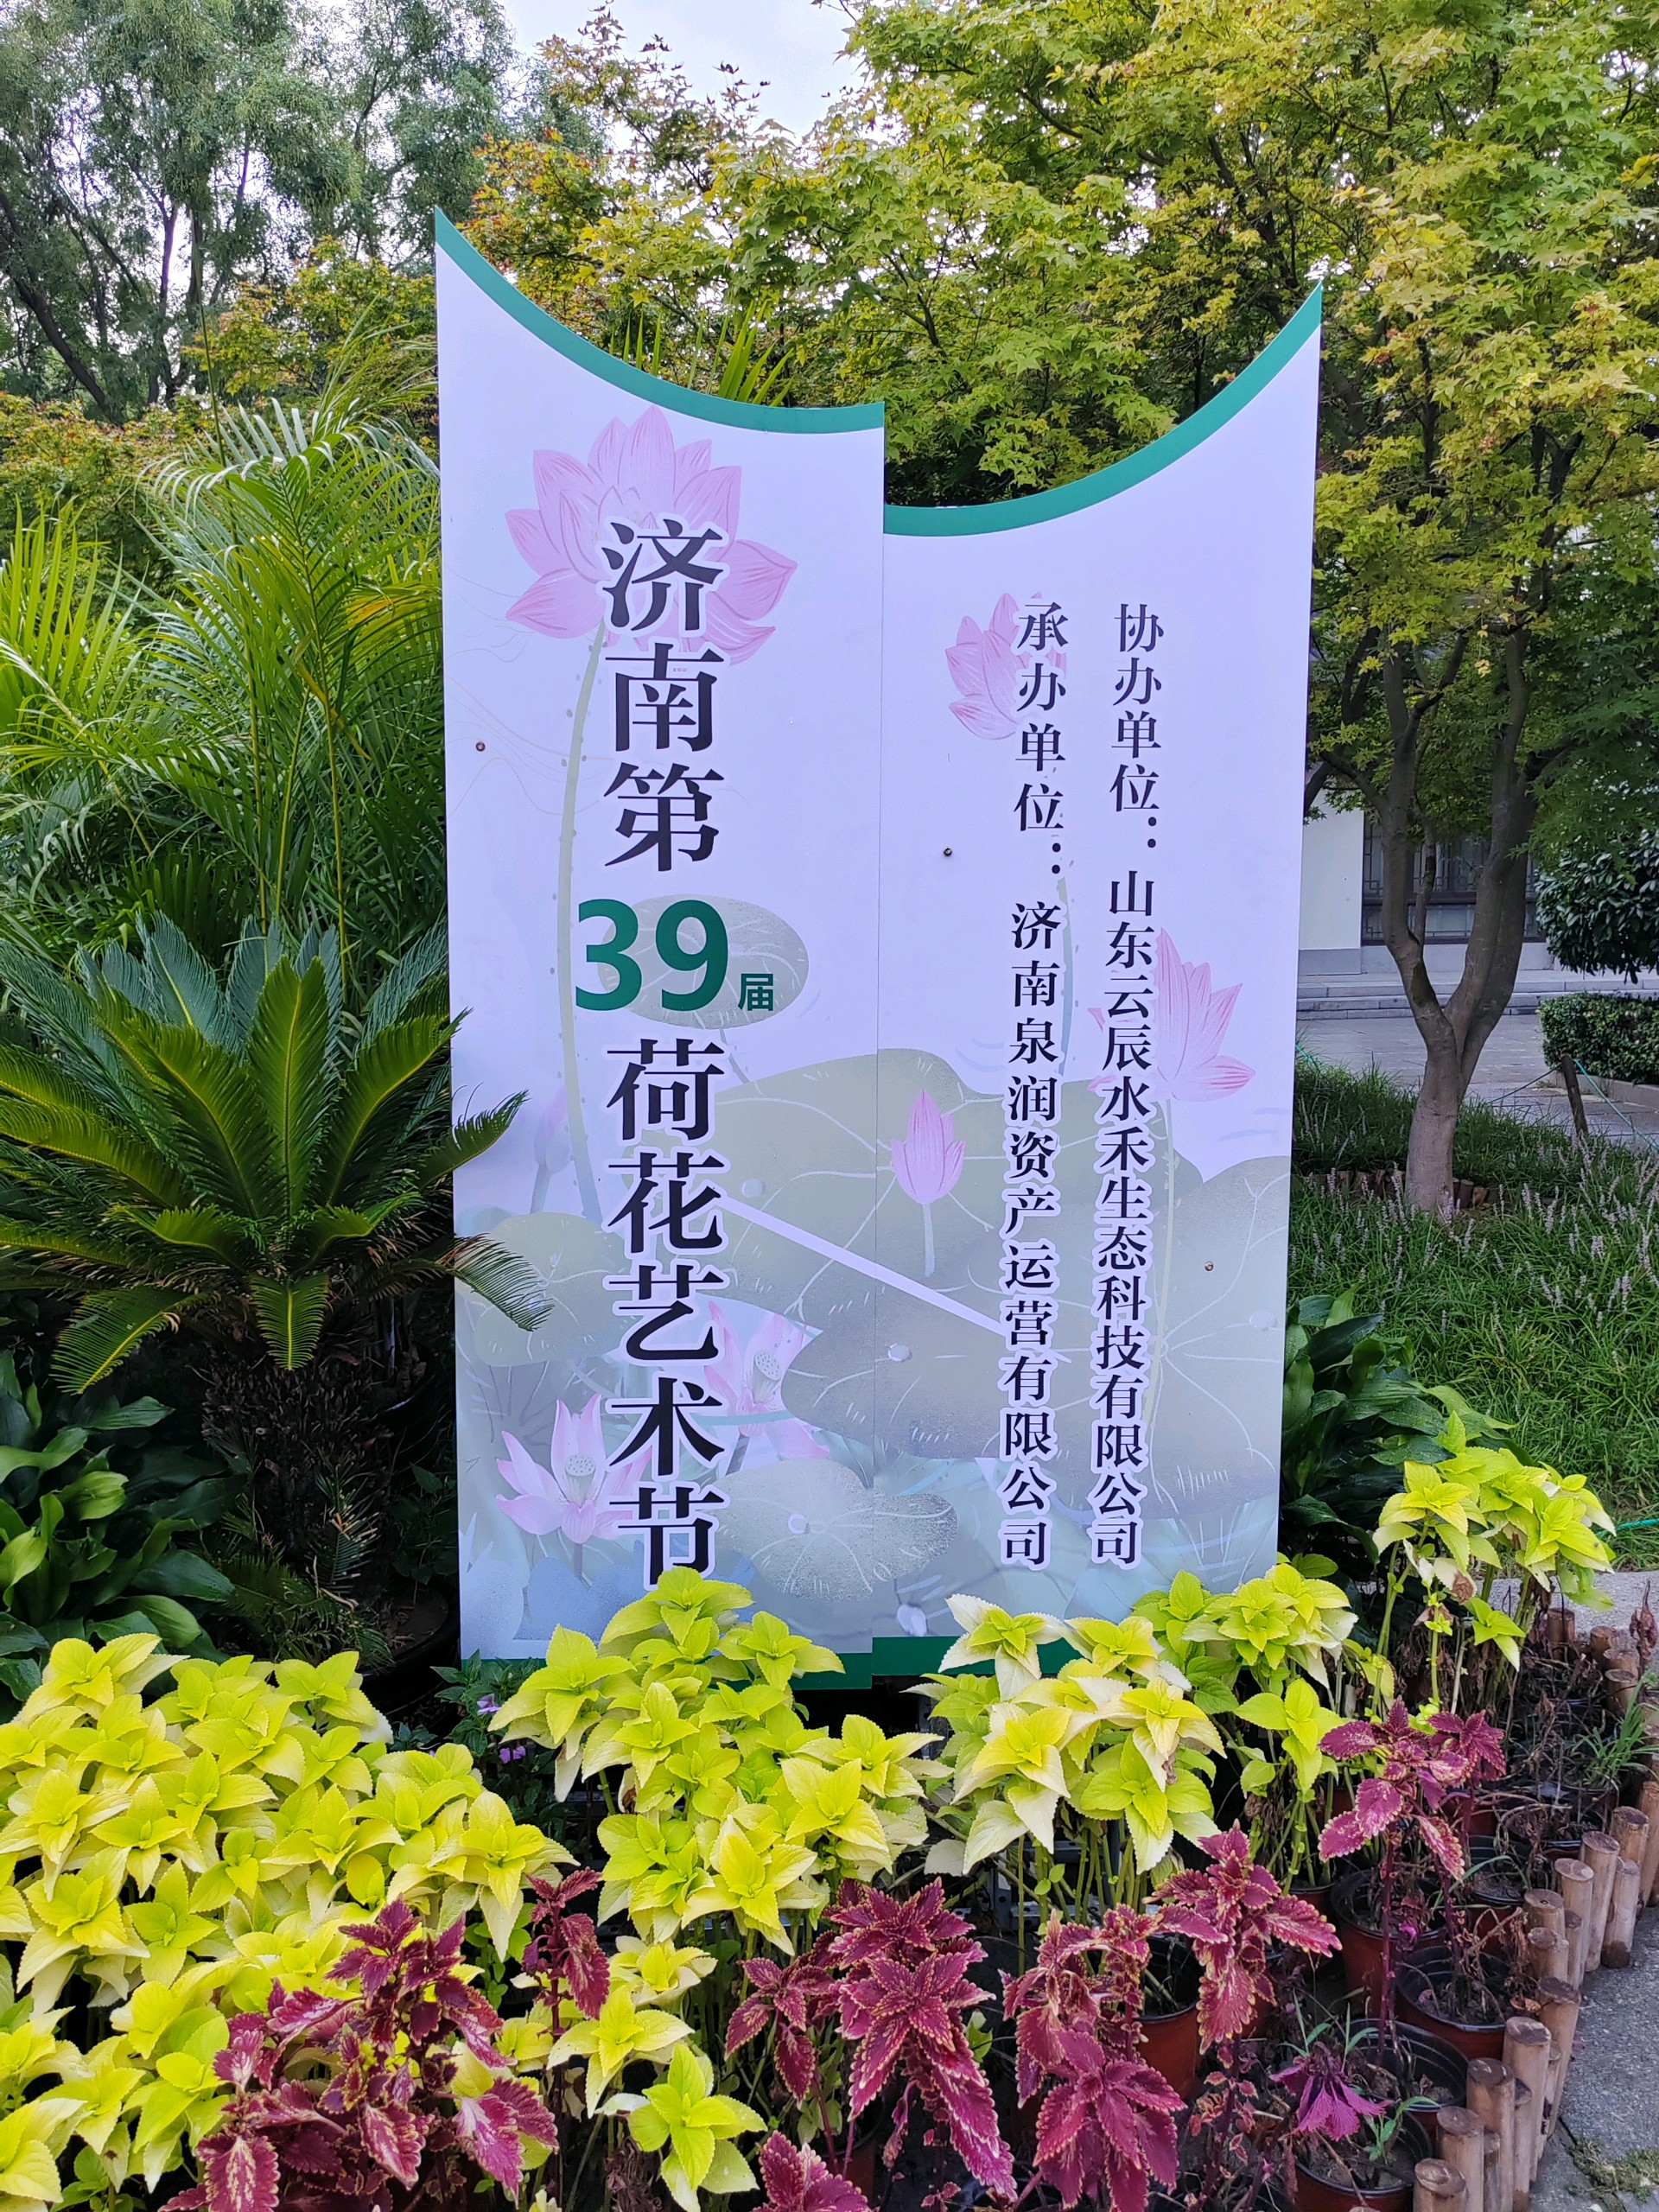 济南第39届荷花艺术节
协办单位：山东云辰水禾生态科技有限公司
承办单位：济南泉润资产运营有限公司